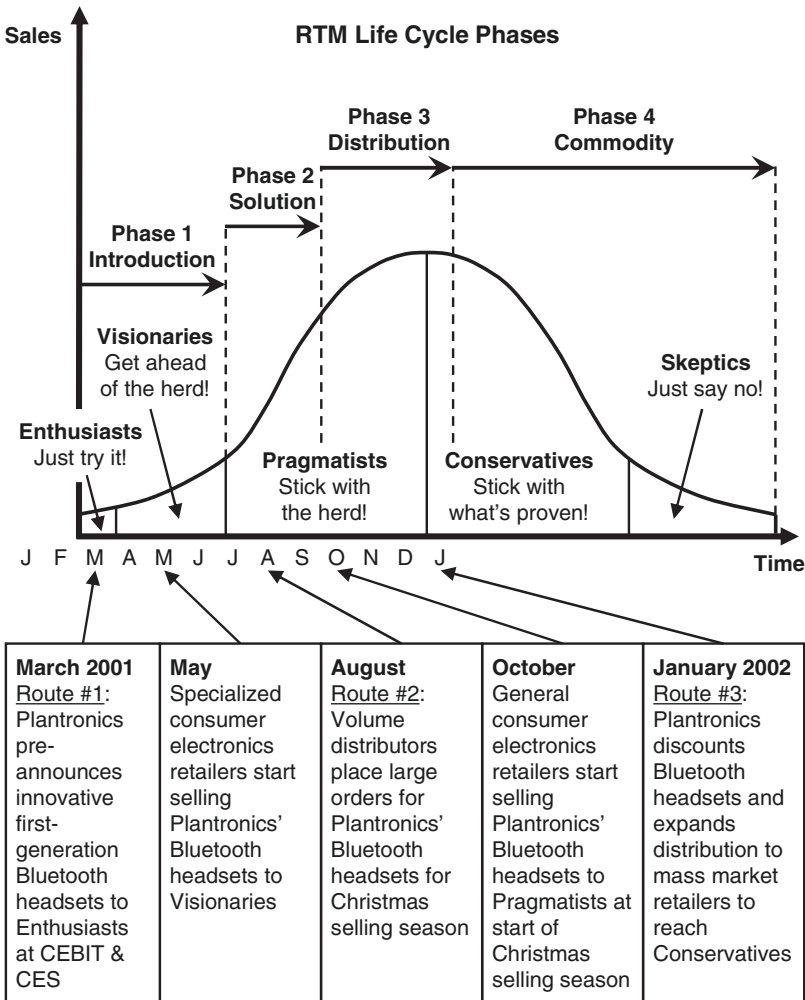 Sales
RTM Life Cycle Phases
Phase 3
Distribution
Phase 4
Commodity
Phase 2
Solution
Phase 1
Introduction
Visionaries
Get ahead
of the herd!
Skeptics
Just say no!
Enthusiasts
Just try it!
Pragmatists
Stick with
the herd!
Conservatives
Stick with
what's proven!
J F M A M J J A S O N D J
Time
March 2001
Route #1:
Plantronics
pre-
announces
innovative
first-
generation
Bluetooth
headsets to
Enthusiasts
at CEBIT &
CES
May
Specialized
consumer
electronics
retailers start
selling
Plantronics'
Bluetooth
headsets to
Visionaries
August
Route #2:
Volume
distributors
place large
orders for
Plantronics'
Bluetooth
headsets for
Christmas
selling season
October
General
consumer
electronics
retailers start
selling
Plantronics'
Bluetooth
headsets to
Pragmatists at
start of
Christmas
selling season
January 2002
Route #3:
Plantronics
discounts
Bluetooth
headsets and
expands
distribution to
mass market
retailers to
reach
Conservatives